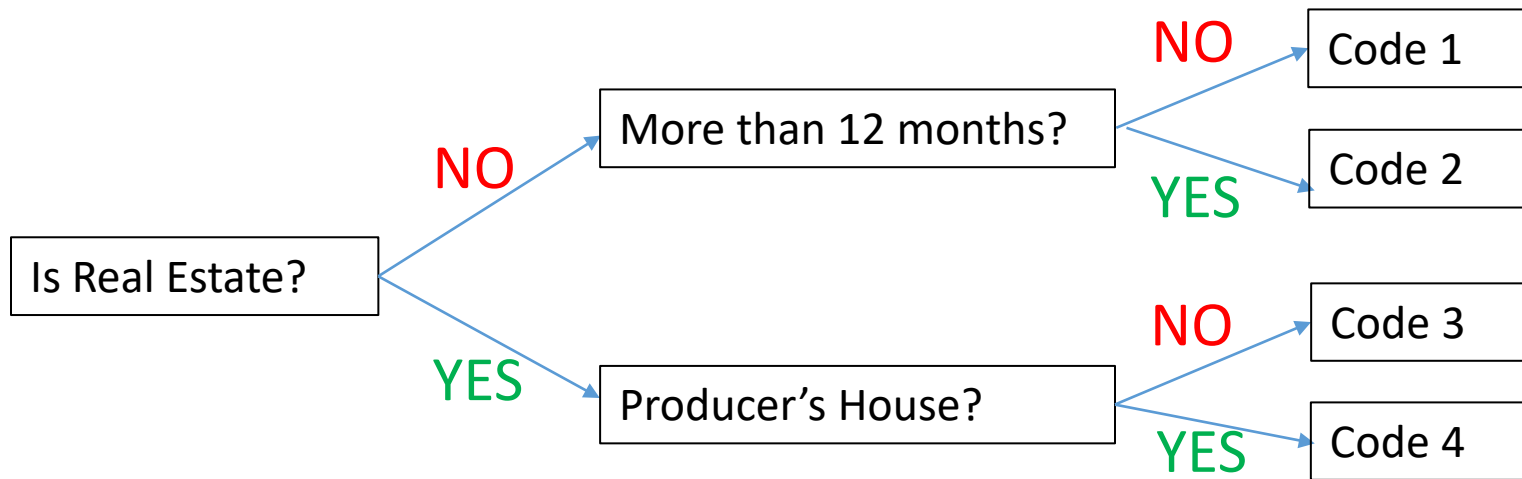 NO
Code 1
More than 12 months?
NO
Code 2
YES
Is Real Estate?
NO
Code 3
YES
Producer’s House?
YES
Code 4